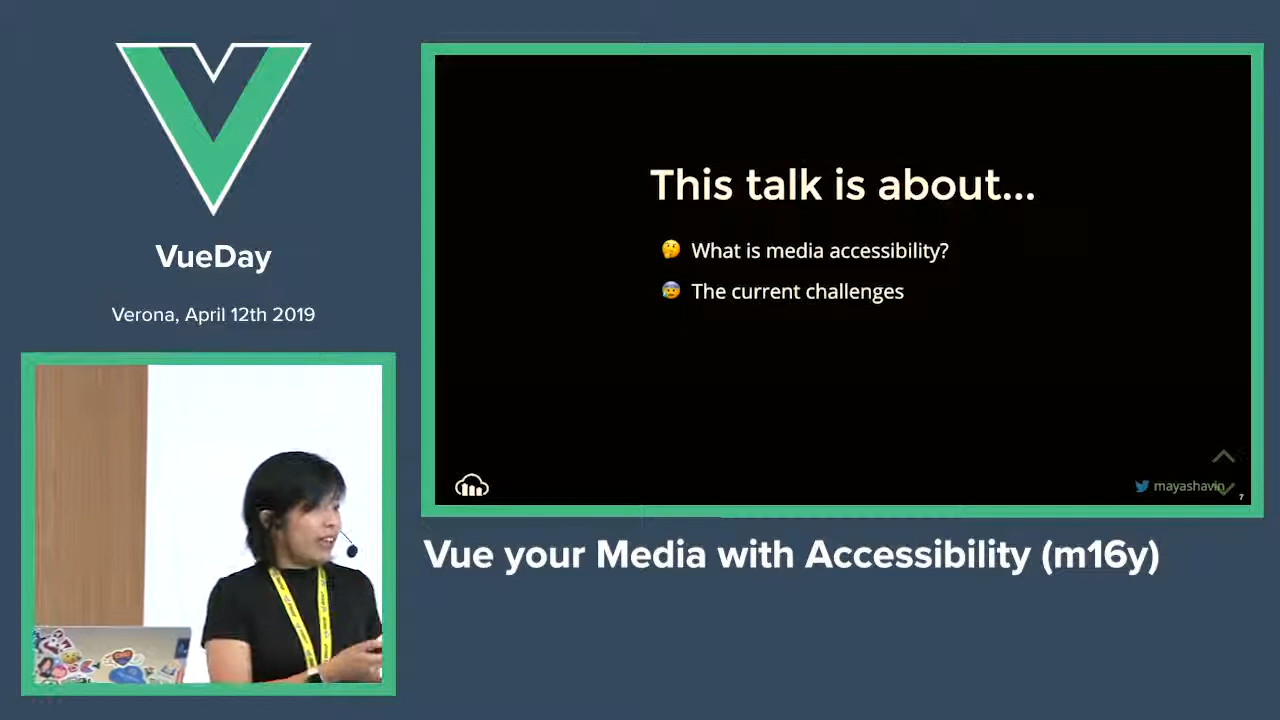 VueDay
Verona, April 12th 2019
This talk is about...
What is media accessibility?
The current challenges
mayashavin
7
Vue your Media with Accessibility (m16y)